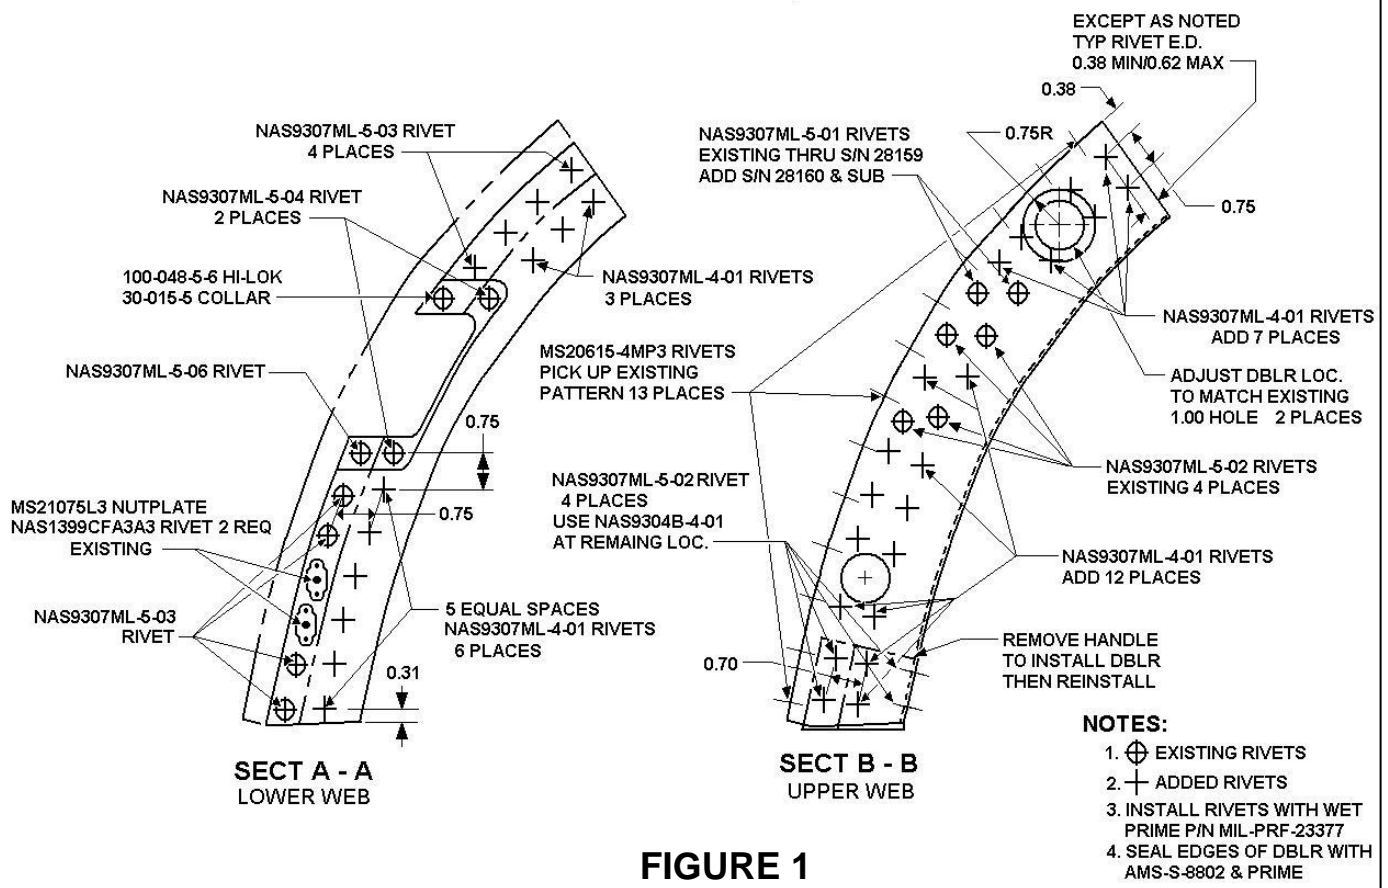 NAS9307ML-5-03 RIVET
4 PLACES
NAS9307ML-5-04 RIVET
2 PLACES
100-048-5-6 HI-LOK
30-015-5 COLLAR
NAS9307ML-5-06 RIVET
MS21075L3 NUTPLATE
NAS1399CFA3A3 RIVET 2 REQ
EXISTING
NAS9307ML-5-03
RIVET
NAS9307ML-4-01 RIVETS
3 PLACES
0.75
0.75
5 EQUAL SPACES
NAS9307ML-4-01 RIVETS
6 PLACES
0.31
SECT A - A
LOWER WEB
EXCEPT AS NOTED
TYP RIVET E.D.
0.38 MIN/0.62 MAX
0.38
NAS9307ML-5-01 RIVETS
EXISTING THRU S/N 28159
ADD S/N 28160 & SUB
0.75R
0.75
NAS9307ML-4-01 RIVETS
ADD 7 PLACES
MS20615-4MP3 RIVETS
PICK UP EXISTING
PATTERN 13 PLACES
ADJUST DBLR LOC.
TO MATCH EXISTING
1.00 HOLE 2 PLACES
NAS9307ML-5-02 RIVETS
EXISTING 4 PLACES
NAS9307ML-5-02 RIVET
4 PLACES
USE NAS9304B-4-01
AT REMAING LOC.
NAS9307ML-4-01 RIVETS
ADD 12 PLACES
REMOVE HANDLE
TO INSTALL DBLR
THEN REINSTALL
0.70
SECT B - B
UPPER WEB
NOTES:
1. EXISTING RIVETS
2. ADDED RIVETS
3. INSTALL RIVETS WITH WET
PRIME P/N MIL-PRF-23377
4. SEAL EDGES OF DBLR WITH
AMS-S-8802 & PRIME
FIGURE 1